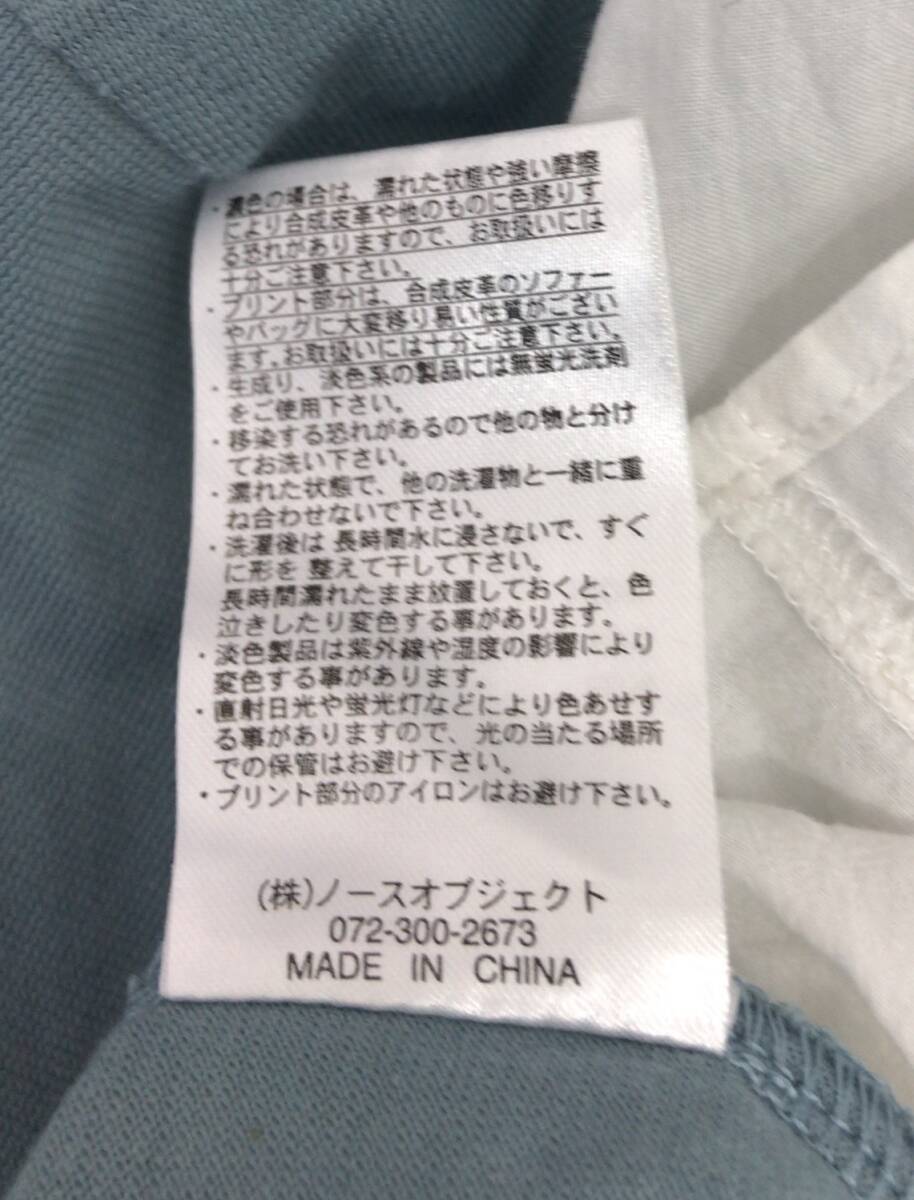 ・濃色の場合は、濡れた状態や強い摩擦
により合成皮革や他のものに色移りす
る恐れがありますので、お取扱いには
十分ご注意下さい。
・プリント部分は、合成皮革のソファー
やバッグに大変移り易い性質がござい
ます。お取扱いには十分ご注意下さい。
・生成り、淡色系の製品には無蛍光洗剤
をご使用下さい。
・移染する恐れがあるので他の物と分け
てお洗い下さい。
・濡れた状態で、他の洗濯物と一緒に重
ね合わせないで下さい。
・洗濯後は 長時間水に浸さないで、すぐ
に形を 整えて干して下さい。
長時間濡れたまま放置しておくと、色
泣きしたり変色する事があります。
・淡色製品は紫外線や湿度の影響により
変色する事があります。
・直射日光や蛍光灯などにより色あせす
る事がありますので、光の当たる場所
での保管はお避け下さい。
・プリント部分のアイロンはお避け下さい。
(株)ノースオブジェクト
072-300-2673
MADE IN CHINA